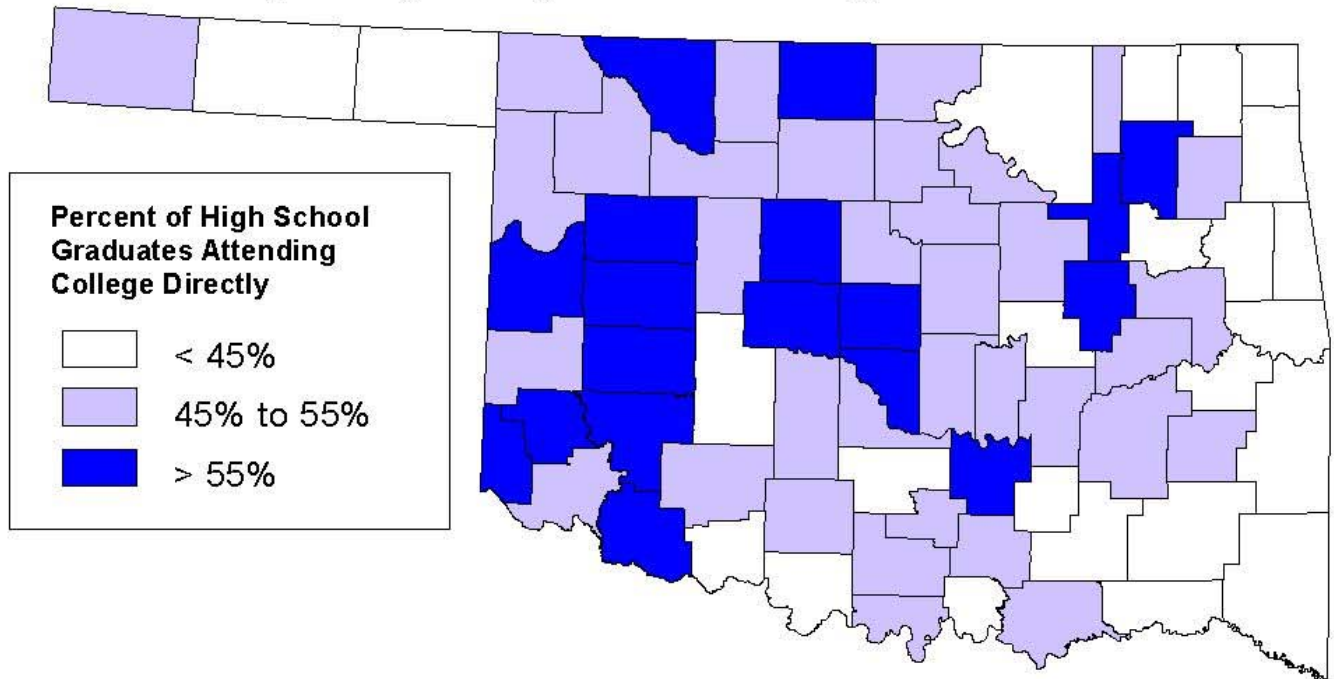 Percent of High School
Graduates Attending
College Directly
< 45%
45% to 55%
> 55%